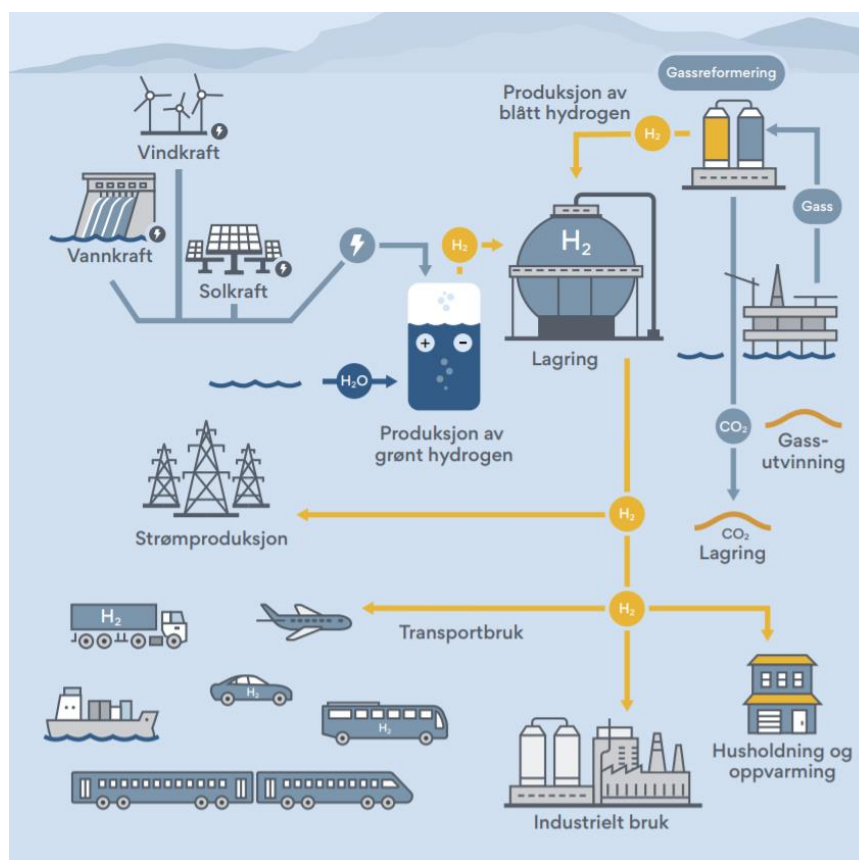 Gassreformering
Produksjon av
blått hydrogen
H₂
Gass
Vindkraft
Vannkraft
Solkraft
H₂
H₂
Lagring
H₂O
Produksjon av
grønt hydrogen
CO₂
Gass-
utvinning
CO₂
Lagring
H₂
Strømproduksjon
H₂
Transportbruk
H₂
H₂
H₂
Husholdning og
oppvarming
Industrielt bruk